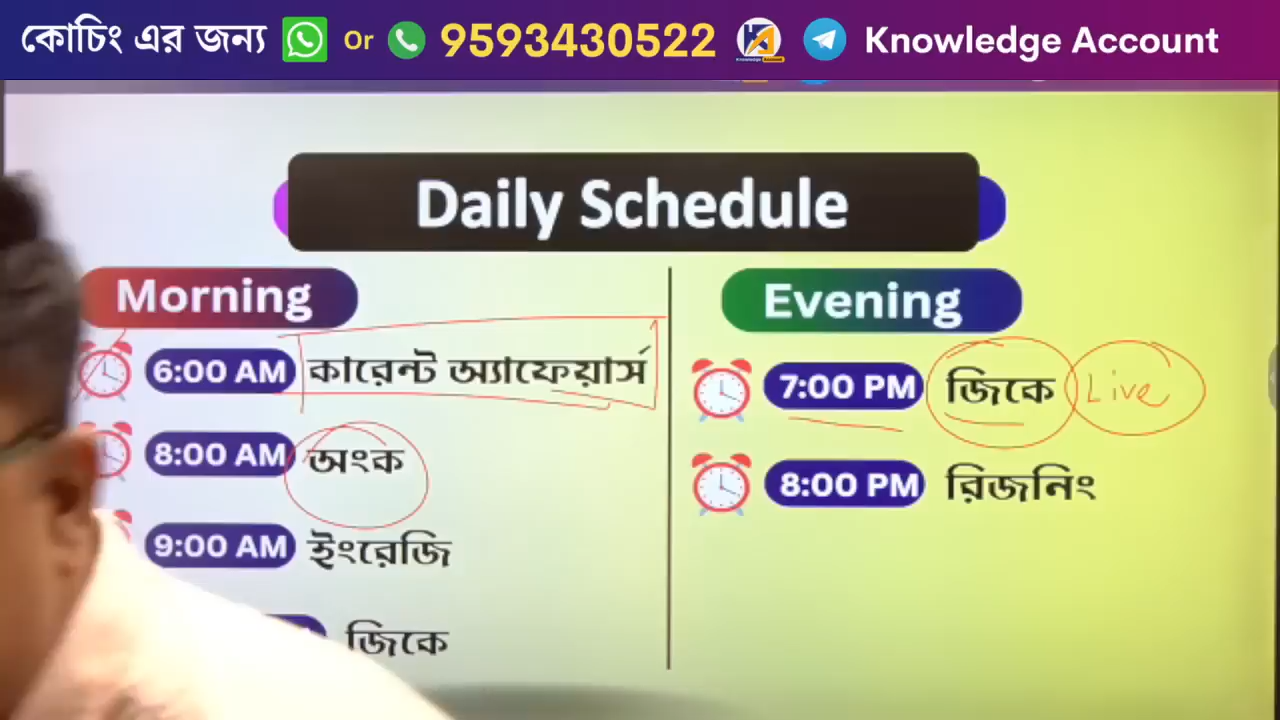 কোচিং এর জন্য Or 9593430522 Knowledge Account
Daily Schedule
Morning
6:00 AM কারেন্ট অ্যাফেয়ার্স
8:00 AM অংক
9:00 AM ইংরেজি
জিকে
Evening
7:00 PM জিকে Live
8:00 PM রিজনিং